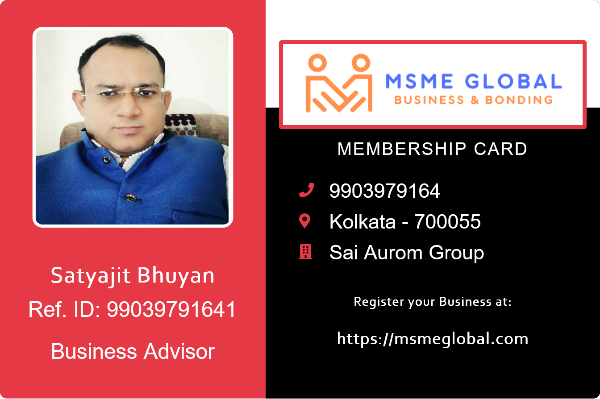 Satyajit Bhuyan
Ref. ID: 99039791641
Business Advisor
MSME GLOBAL
BUSINESS & BONDING
MEMBERSHIP CARD
9903979164
Kolkata - 700055
Sai Aurom Group
Register your Business at:
https://msmeglobal.com